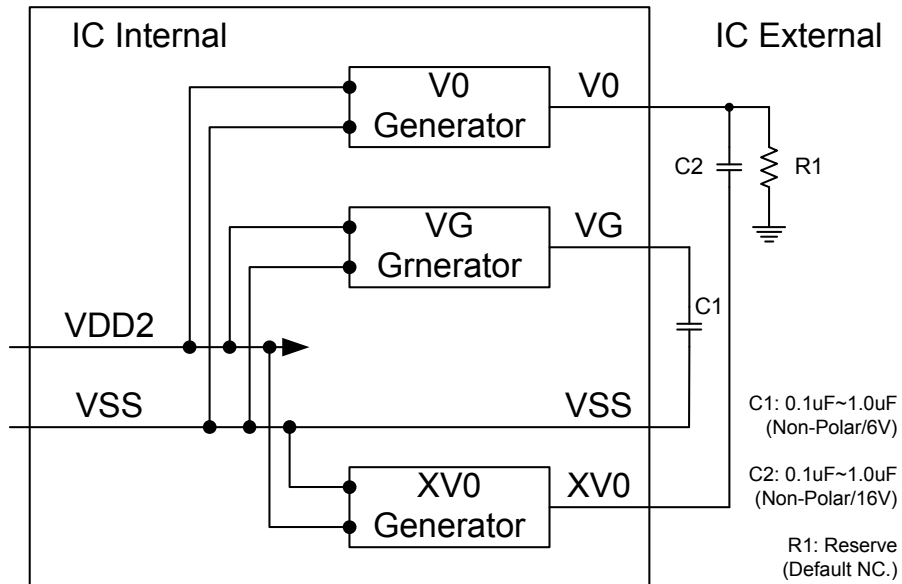 IC Internal
IC External
V0
Generator
V0
C2
R1
VG
Grnerator
VG
C1
VDD2
VSS
VSS
XV0
Generator
XV0
C1: 0.1uF~1.0uF
(Non-Polar/6V)
C2: 0.1uF~1.0uF
(Non-Polar/16V)
R1: Reserve
(Default NC.)